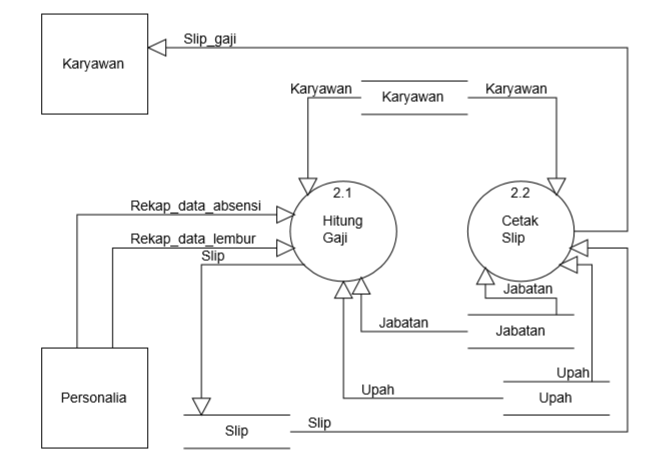 Slip_gaji
Karyawan
Karyawan
Karyawan
Karyawan
2.1
Hitung
Gaji
2.2
Cetak
Slip
Rekap_data_absensi
Rekap_data_lembur
Slip
Jabatan
Jabatan
Jabatan
Upah
Upah
Upah
Personalia
Slip
Slip